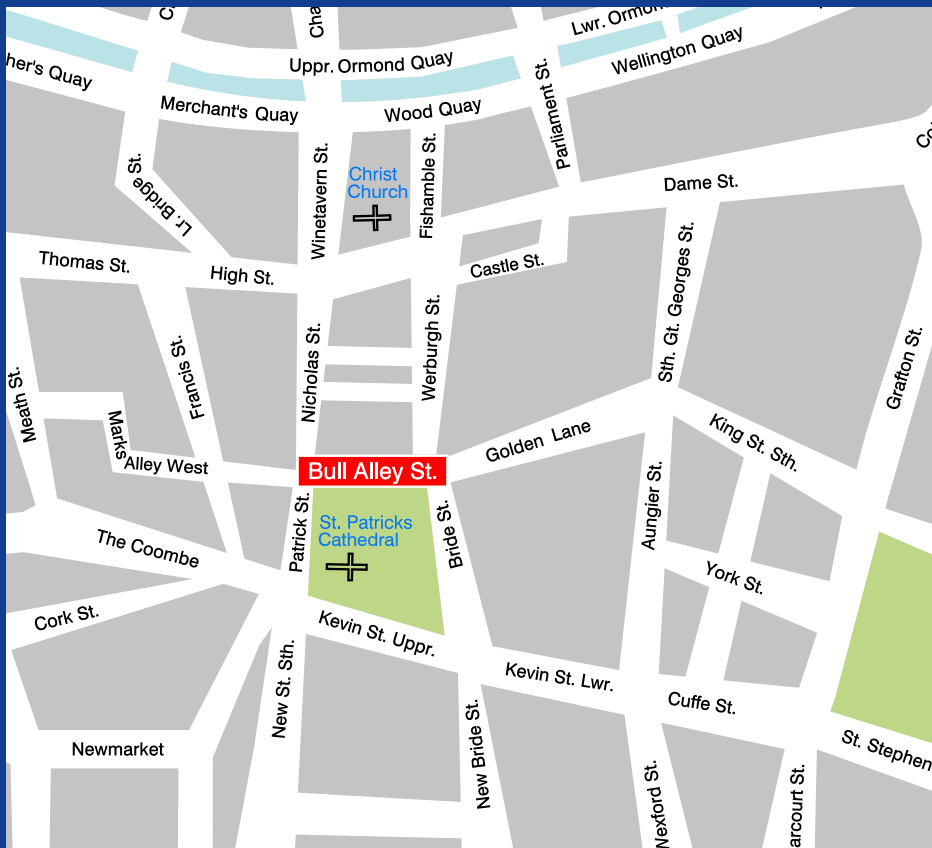 C
Cha
Lwr. Ormon
her's Quay
Uppr. Ormond Quay
Wellington Quay
Merchant's Quay
Wood Quay
Parliament St.
Co
Lr. Bridge St.
Winetavern St.
Christ
Church
Fishamble St.
Dame St.
Thomas St.
High St.
Castle St.
Sth. Gt. Georges St.
Nicholas St.
Werburgh St.
Grafton St.
Meath St.
Francis St.
Marks
Alley West
Golden Lane
King St. Sth.
Bull Alley St.
Patrick St.
St. Patricks
Cathedral
Bride St.
Aungier St.
The Coombe
York St.
Cork St.
Kevin St. Uppr.
New St. Sth.
Kevin St. Lwr.
Cuffe St.
Newmarket
New Bride St.
St. Stephen
Wexford St.
arcourt St.